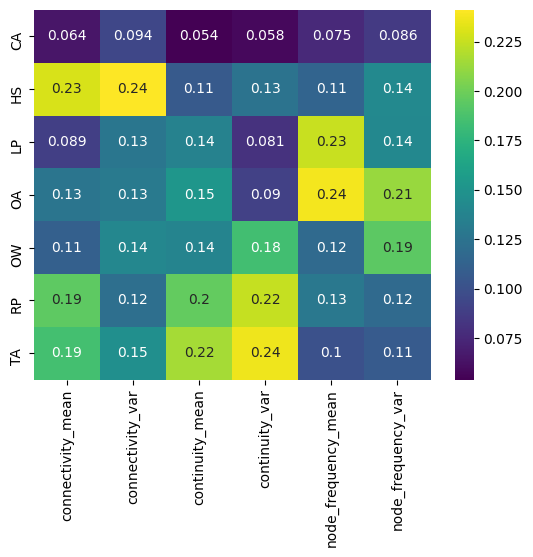 CA 0.064 0.094 0.054 0.058 0.075 0.086
HS 0.23 0.24 0.11 0.13 0.11 0.14
LP 0.089 0.13 0.14 0.081 0.23 0.14
OA 0.13 0.13 0.15 0.09 0.24 0.21
OW 0.11 0.14 0.14 0.18 0.12 0.19
RP 0.19 0.12 0.2 0.22 0.13 0.12
TA 0.19 0.15 0.22 0.24 0.1 0.11
connectivity_mean
connectivity_var
continuity_mean
continuity_var
node_frequency_mean
node_frequency_var
0.225
0.200
0.175
0.150
0.125
0.100
0.075